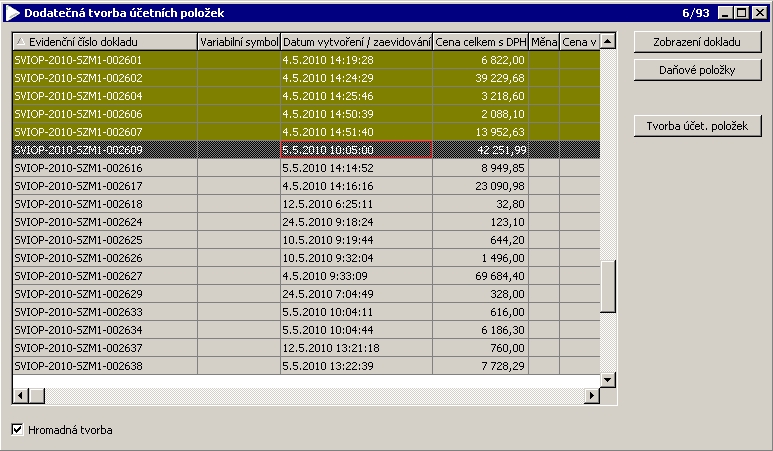 Dodatečná tvorba účetních položek 6/93
Evidenční číslo dokladu Variabilní symbol Datum vytvoření / zaevidování Cena celkem s DPH Měna Cena v
SVIOP-2010-SZM1-002601 4.5.2010 14:19:28 6 822,00
SVIOP-2010-SZM1-002602 4.5.2010 14:24:29 39 229,68
SVIOP-2010-SZM1-002604 4.5.2010 14:25:46 3 218,60
SVIOP-2010-SZM1-002606 4.5.2010 14:50:39 2 088,10
SVIOP-2010-SZM1-002607 4.5.2010 14:51:40 13 952,63
SVIOP-2010-SZM1-002609 5.5.2010 10:05:00 42 251,99
SVIOP-2010-SZM1-002616 5.5.2010 14:14:52 8 949,85
SVIOP-2010-SZM1-002617 4.5.2010 14:16:16 23 090,98
SVIOP-2010-SZM1-002618 12.5.2010 6:25:11 32,80
SVIOP-2010-SZM1-002624 24.5.2010 9:18:24 123,10
SVIOP-2010-SZM1-002625 10.5.2010 9:19:44 644,20
SVIOP-2010-SZM1-002626 10.5.2010 9:32:04 1 496,00
SVIOP-2010-SZM1-002627 4.5.2010 9:33:09 69 684,40
SVIOP-2010-SZM1-002629 24.5.2010 7:04:49 328,00
SVIOP-2010-SZM1-002633 5.5.2010 10:04:11 616,00
SVIOP-2010-SZM1-002634 5.5.2010 10:04:44 6 186,30
SVIOP-2010-SZM1-002637 12.5.2010 13:21:18 760,00
SVIOP-2010-SZM1-002638 5.5.2010 13:22:39 7 728,29
Zobrazení dokladu
Daňové položky
Tvorba účet. položek
Hromadná tvorba